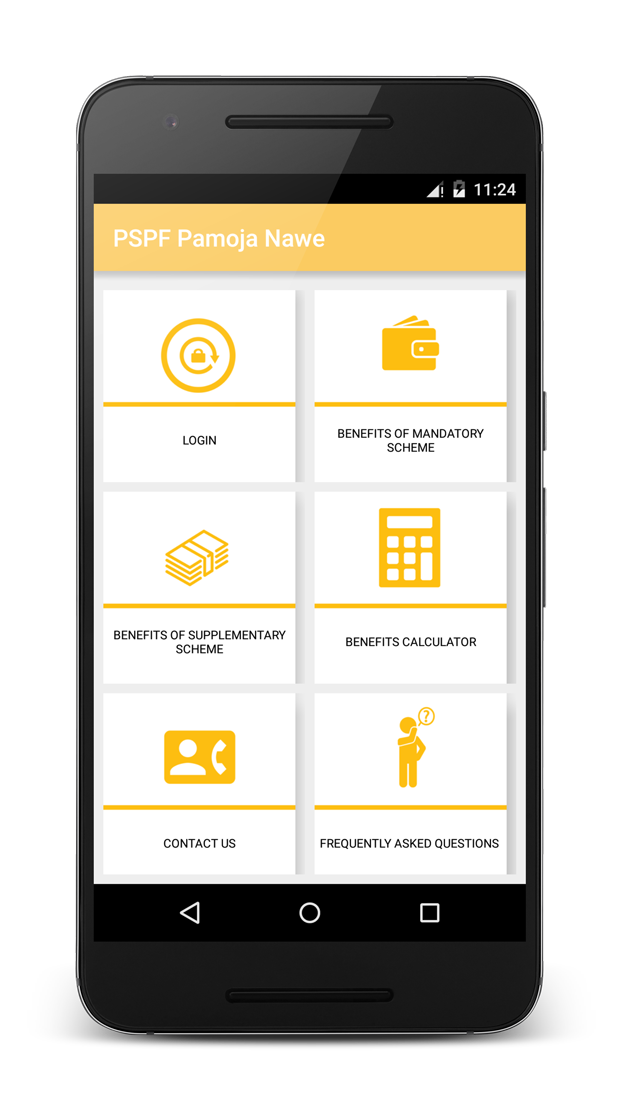 11:24
PSPF Pamoja Nawe
LOGIN
BENEFITS OF MANDATORY
SCHEME
BENEFITS OF SUPPLEMENTARY
SCHEME
BENEFITS CALCULATOR
CONTACT US
FREQUENTLY ASKED QUESTIONS